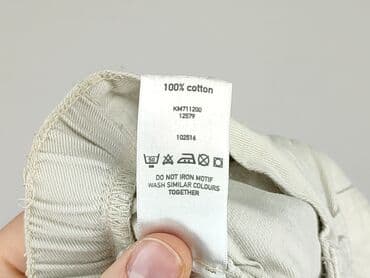 100% cotton
KM711200
12579
102516
DO NOT IRON MOTIF
WASH SIMILAR COLOURS
TOGETHER